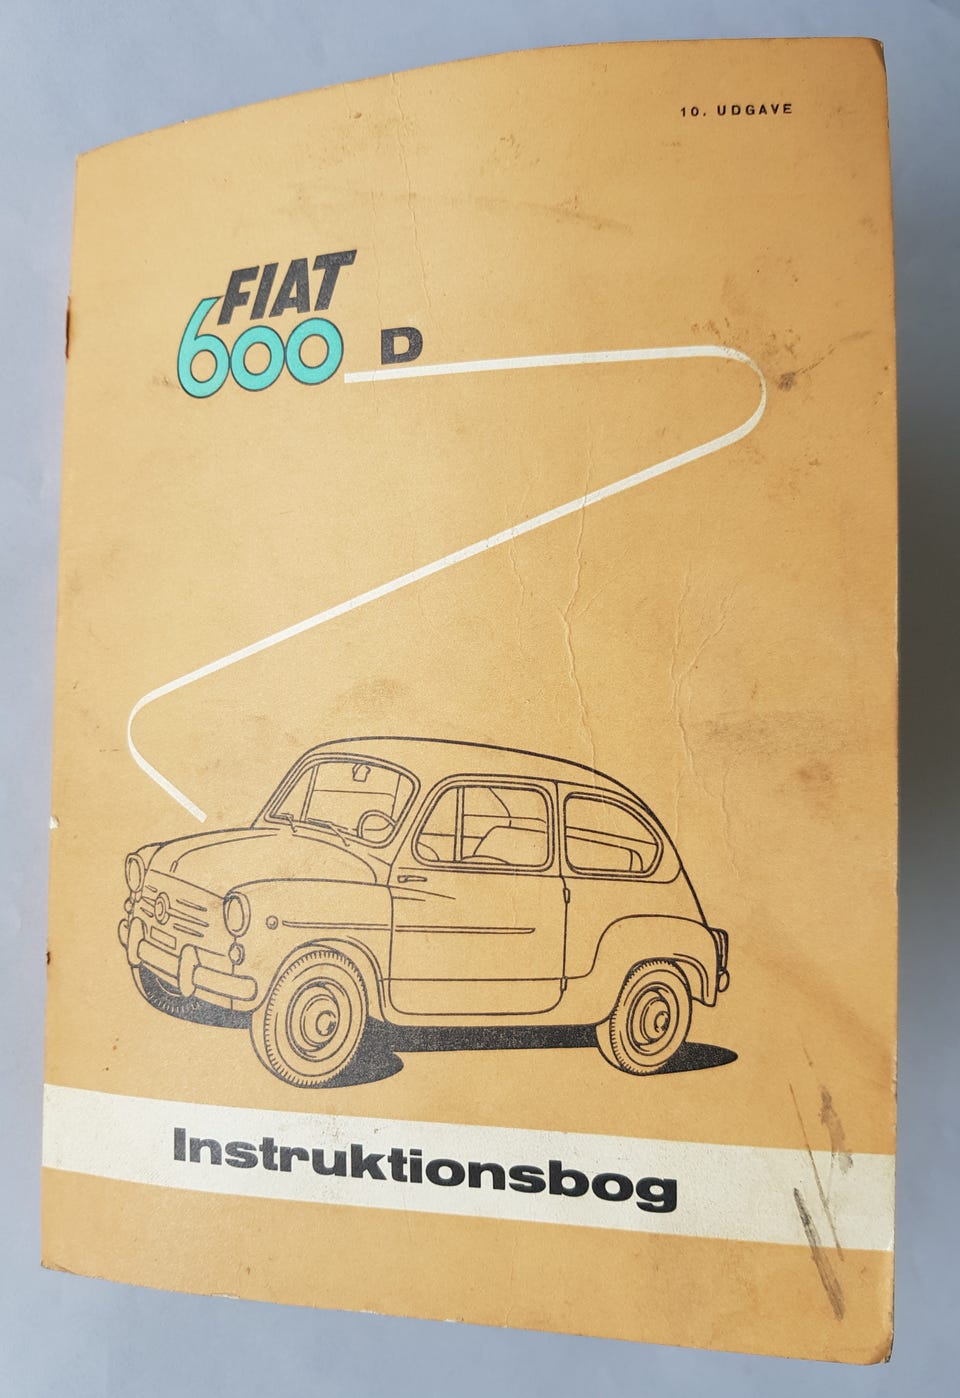 10. UDGAVE
FIAT
600 D
Instruktionsbog